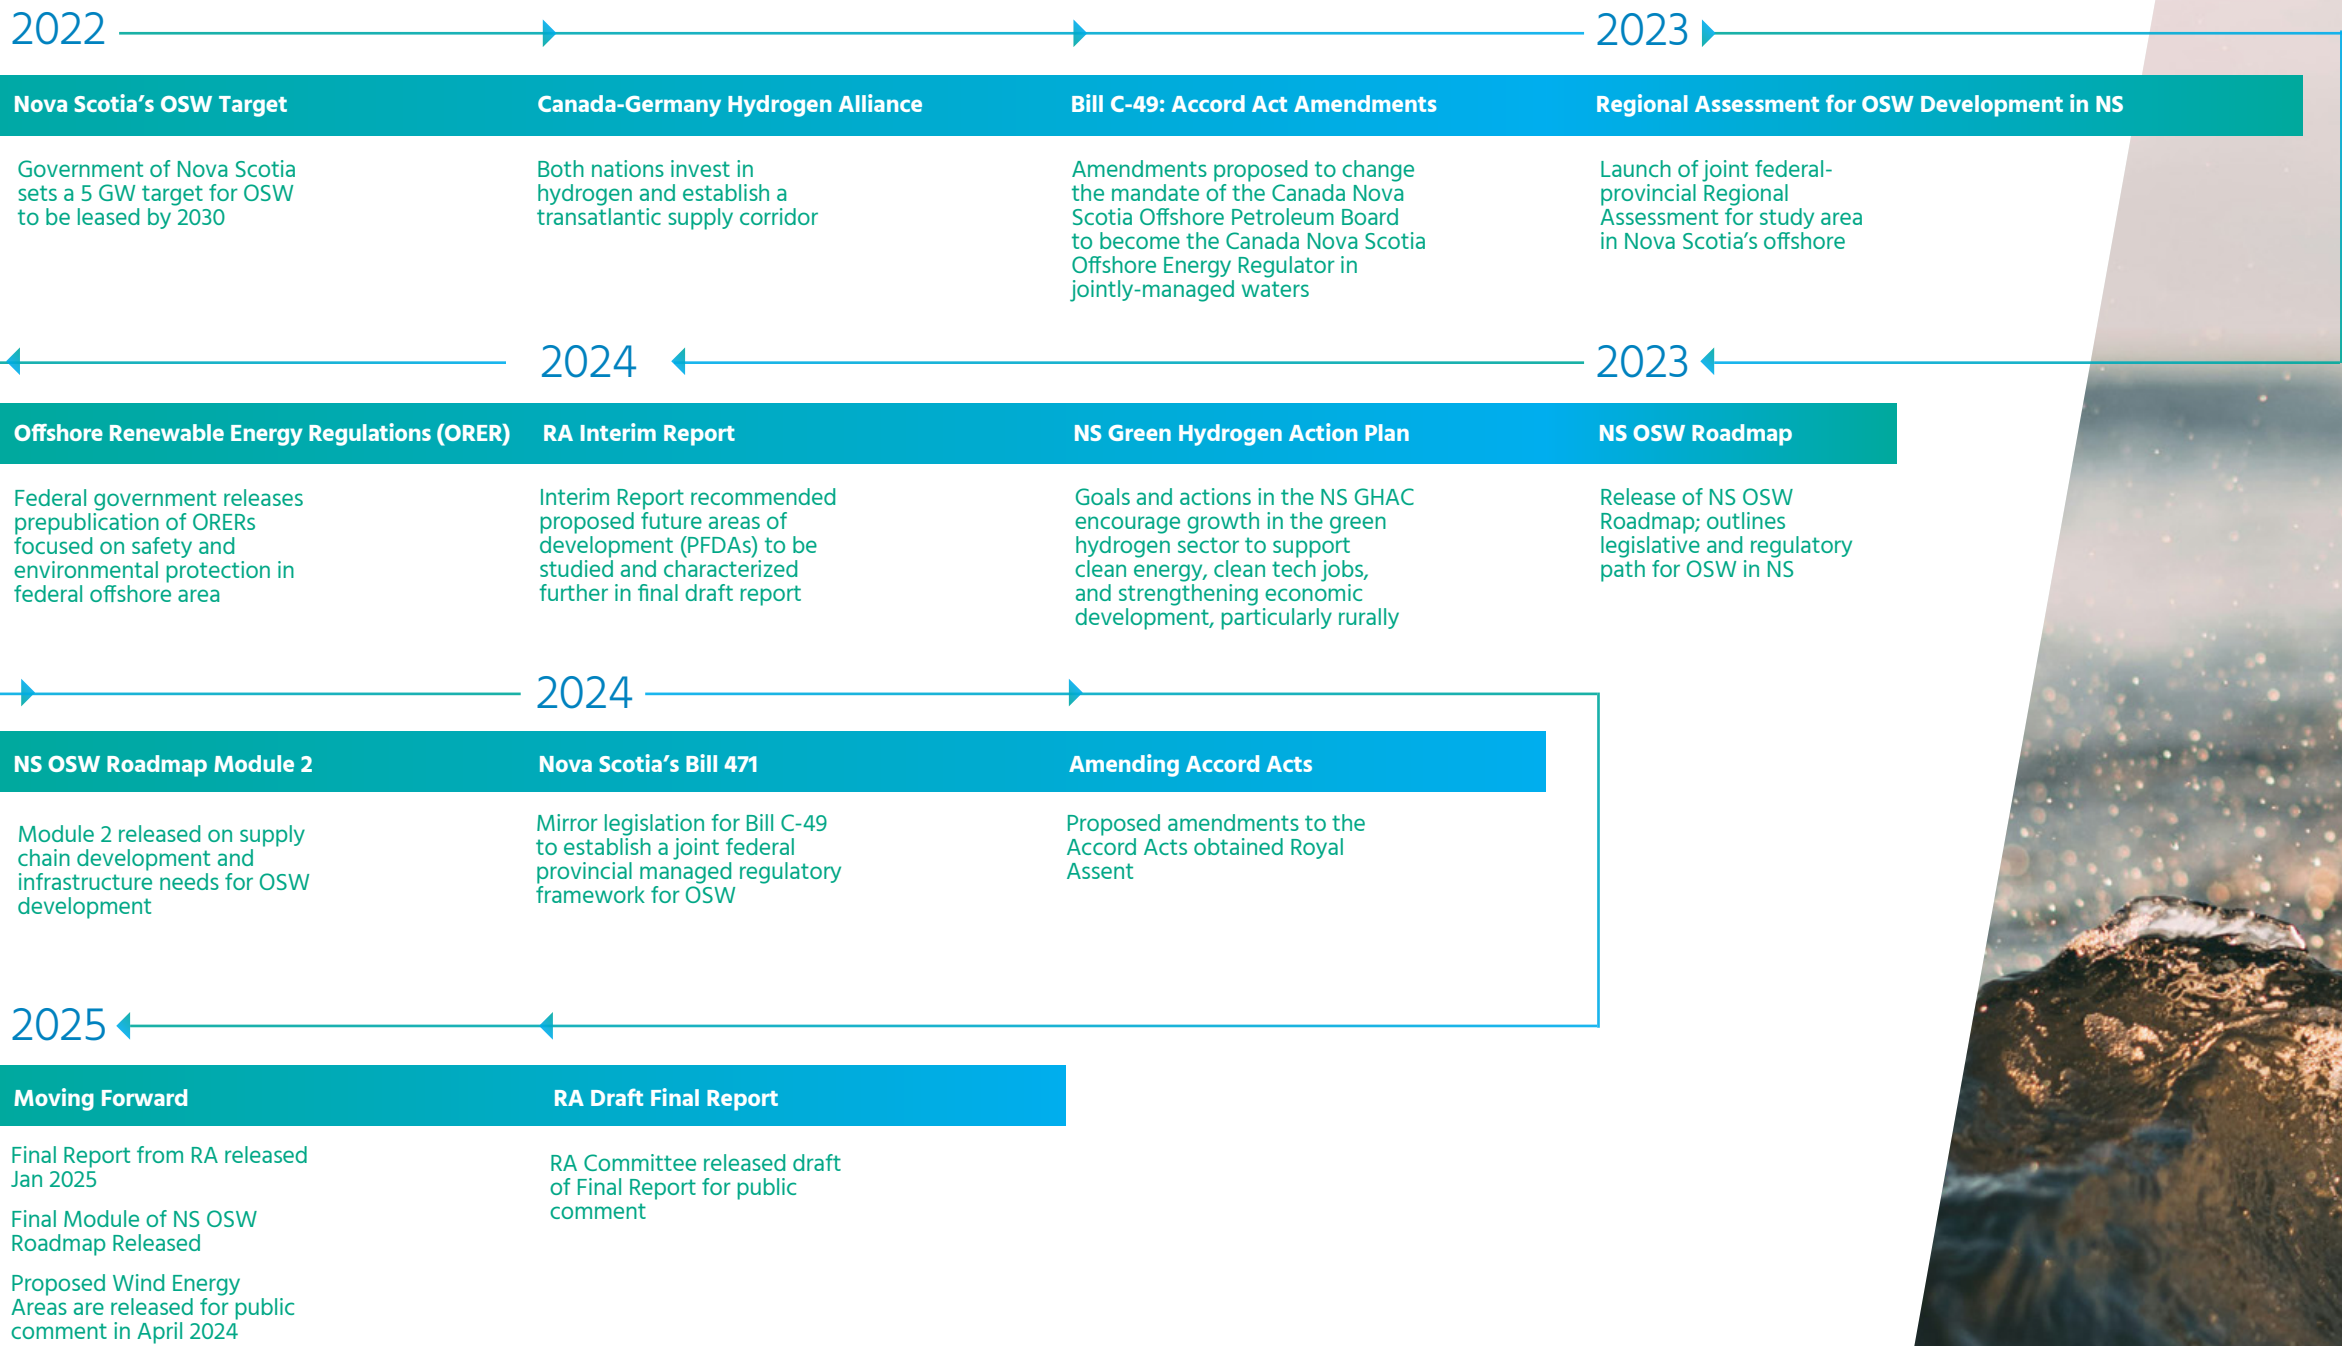 2022
2023
Nova Scotia's OSW Target
Canada-Germany Hydrogen Alliance
Bill C-49: Accord Act Amendments
Regional Assessment for OSW Development in NS
Government of Nova Scotia
sets a 5 GW target for OSW
to be leased by 2030
Both nations invest in
hydrogen and establish a
transatlantic supply corridor
Amendments proposed to change
the mandate of the Canada Nova
Scotia Offshore Petroleum Board
to become the Canada Nova Scotia
Offshore Energy Regulator in
jointly-managed waters
Launch of joint federal-
provincial Regional
Assessment for study area
in Nova Scotia's offshore
2024
2023
Offshore Renewable Energy Regulations (ORER)
RA Interim Report
NS Green Hydrogen Action Plan
NS OSW Roadmap
Federal government releases
prepublication of ORERs
focused on safety and
environmental protection in
federal offshore area
Interim Report recommended
proposed future areas of
development (PFDAs) to be
studied and characterized
further in final draft report
Goals and actions in the NS GHAC
encourage growth in the green
hydrogen sector to support
clean energy, clean tech jobs,
and strengthening economic
development, particularly rurally
Release of NS OSW
Roadmap; outlines
legislative and regulatory
path for OSW in NS
2024
NS OSW Roadmap Module 2
Nova Scotia's Bill 471
Amending Accord Acts
Module 2 released on supply
chain development and
infrastructure needs for OSW
development
Mirror legislation for Bill C-49
to establish a joint federal
provincial managed regulatory
framework for OSW
Proposed amendments to the
Accord Acts obtained Royal
Assent
2025
Moving Forward
RA Draft Final Report
Final Report from RA released
Jan 2025
Final Module of NS OSW
Roadmap Released
Proposed Wind Energy
Areas are released for public
comment in April 2024
RA Committee released draft
of Final Report for public
comment